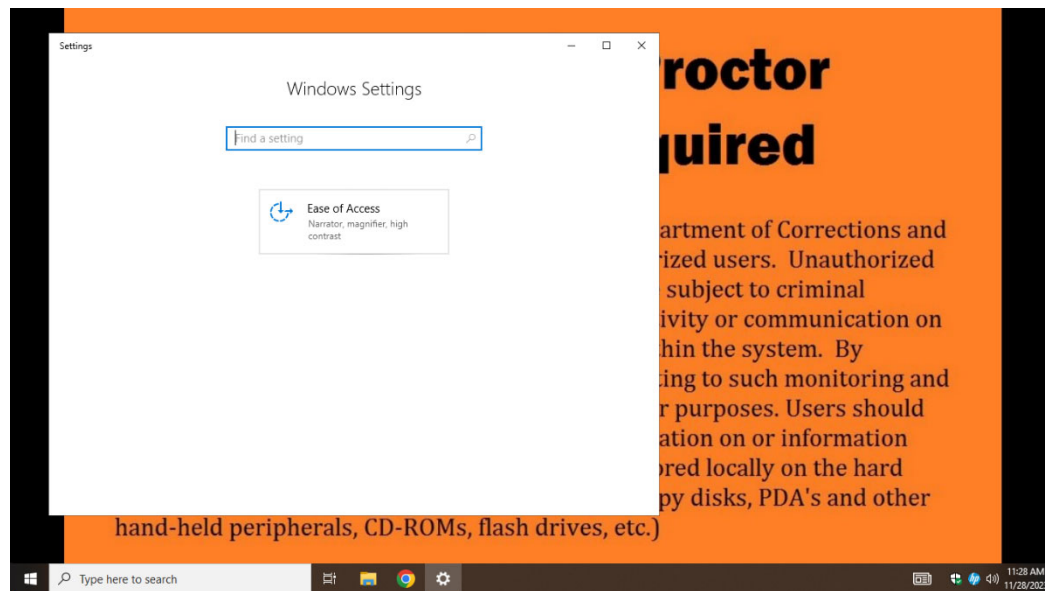 Settings
Windows Settings
Find a setting
Ease of Access
Narrator, magnifier, high
contrast
roctor
quired
artment of Corrections and
rized users. Unauthorized
subject to criminal
ivity or communication on
hin the system. By
ting to such monitoring and
r purposes. Users should
ation on or information
ored locally on the hard
py disks, PDA's and other
hand-held peripherals, CD-ROMs, flash drives, etc.)
Type here to search
11:28 AM
11/28/202